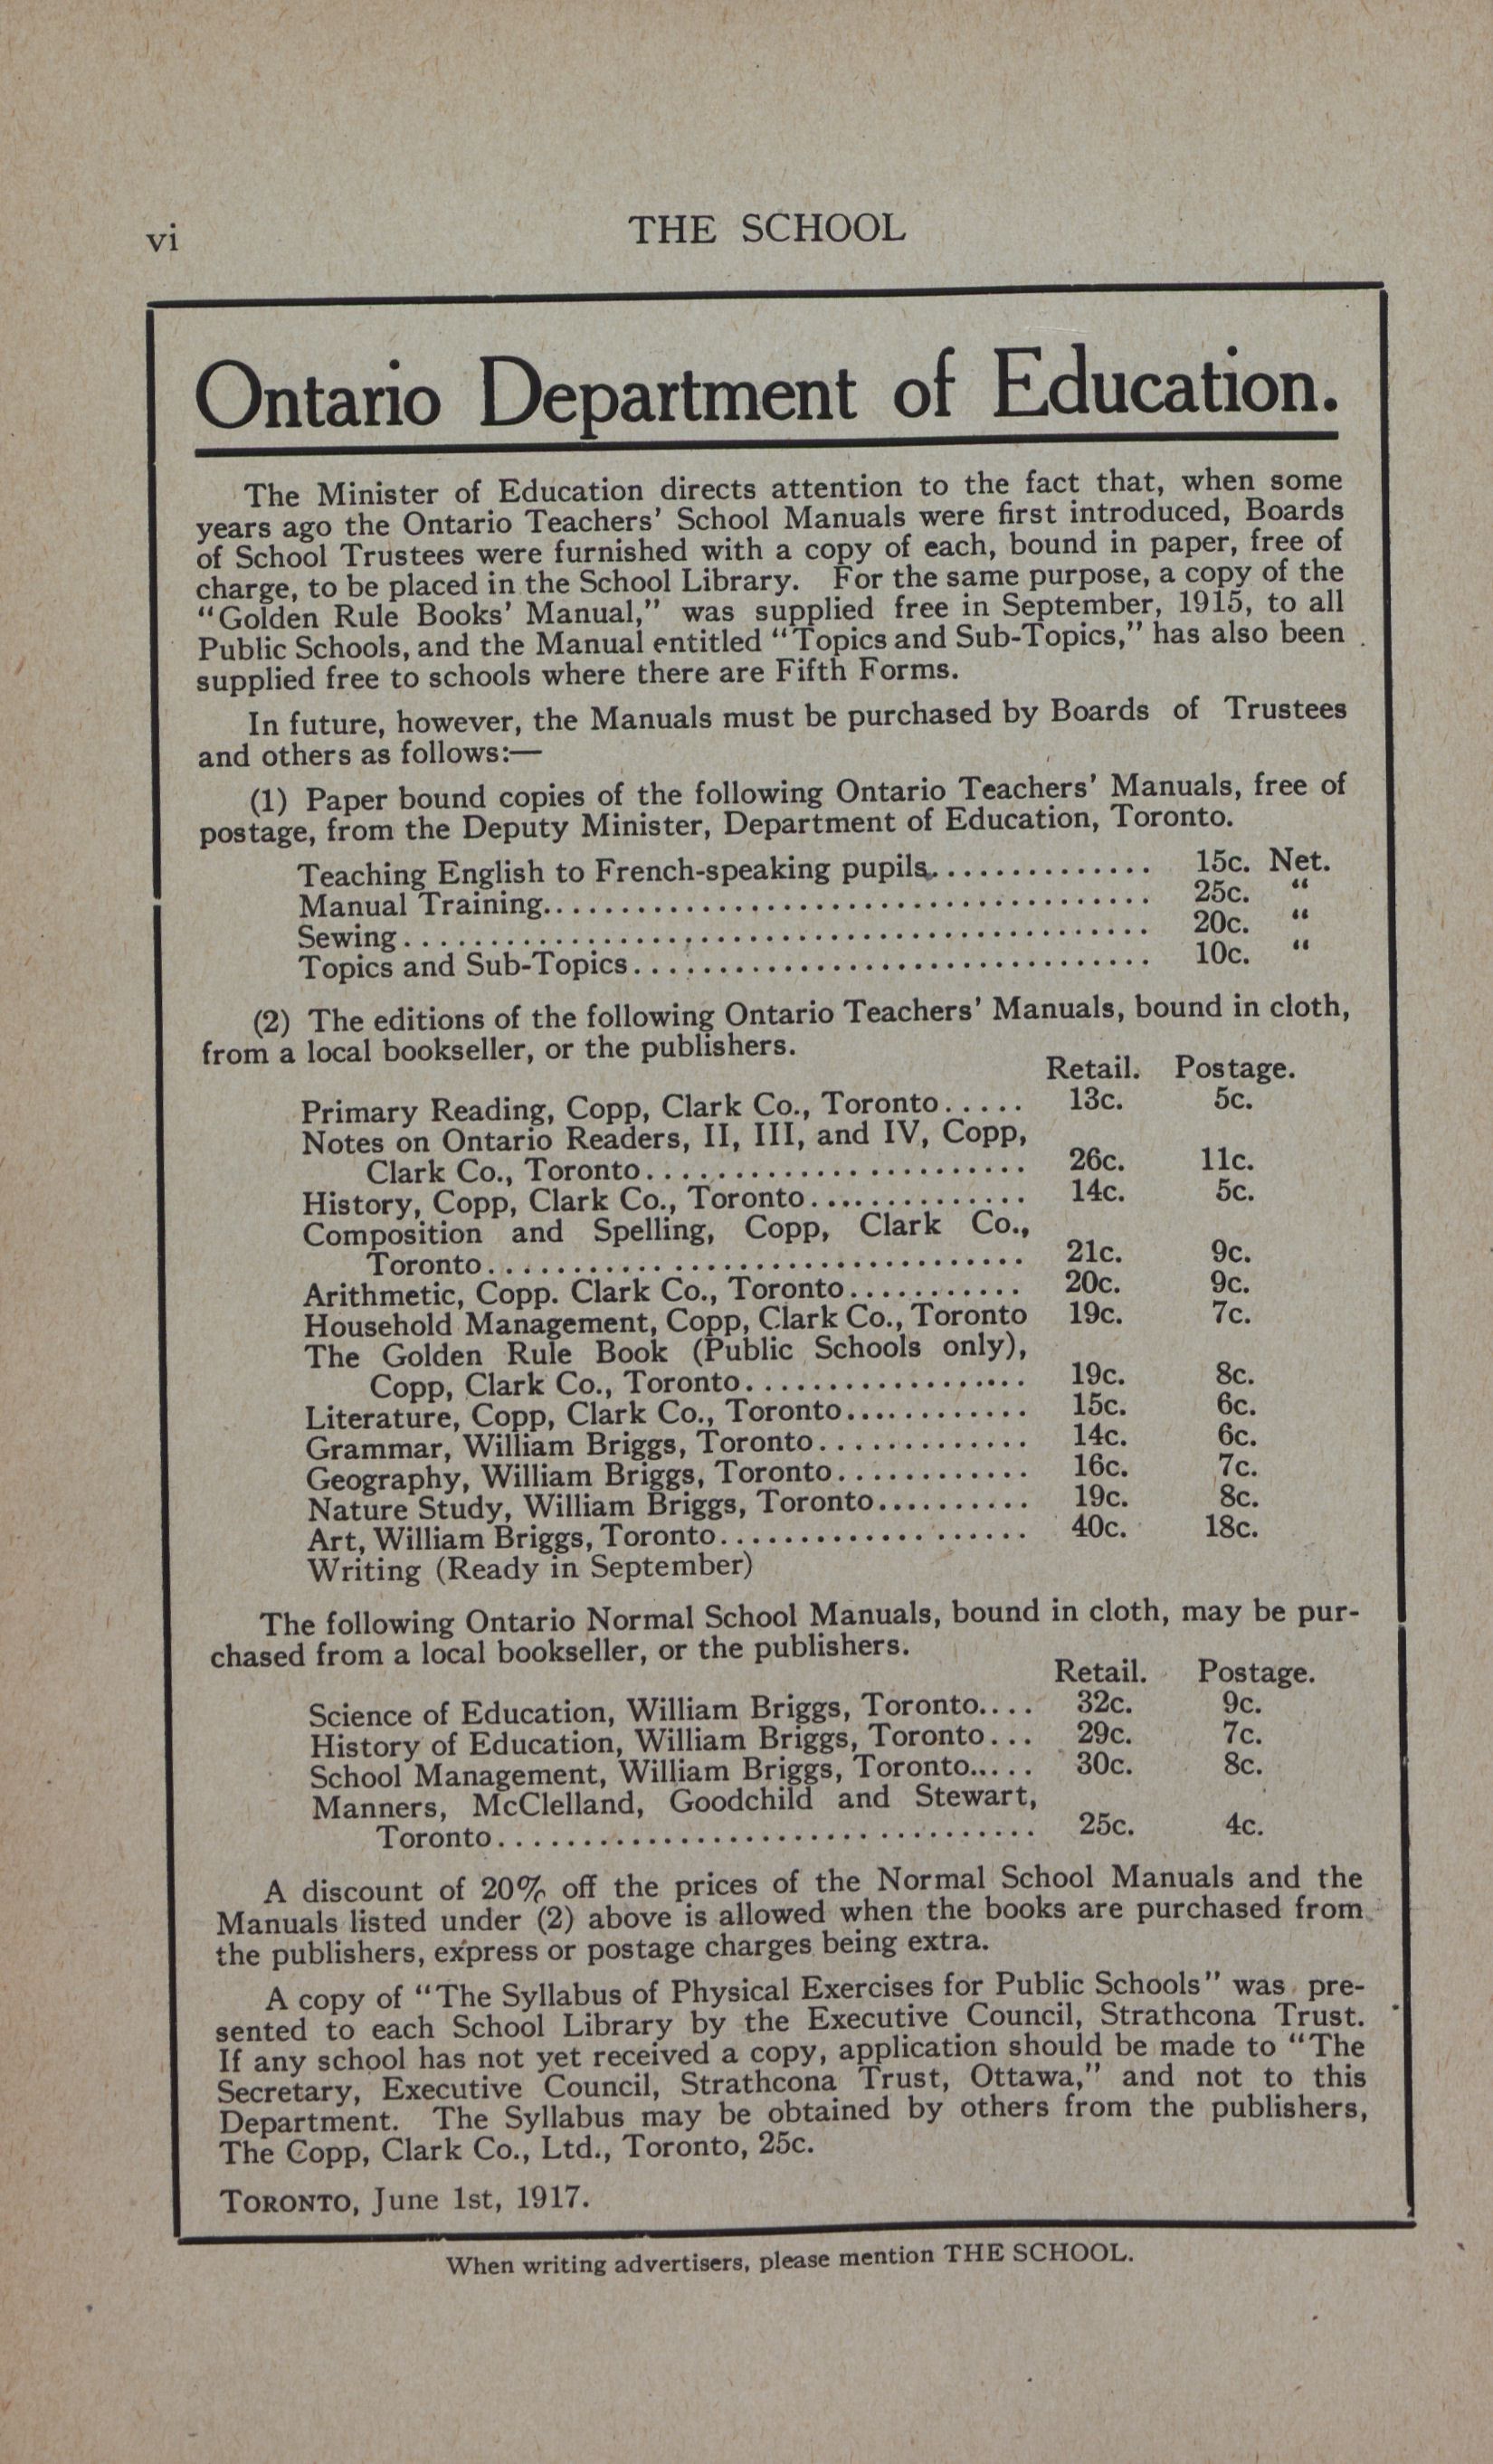 vi
THE SCHOOL
Ontario Department of Education.
The Minister of Education directs attention to the fact that, when some
years ago the Ontario Teachers' School Manuals were first introduced, Boards
of School Trustees were furnished with a copy of each, bound in paper, free of
charge, to be placed in the School Library. For the same purpose, a copy of the
“Golden Rule Books' Manual,” was supplied free in September, 1915, to all
Public Schools, and the Manual entitled “Topics and Sub-Topics,” has also been
supplied free to schools where there are Fifth Forms.
In future, however, the Manuals must be purchased by Boards of Trustees
and others as follows:—
(1) Paper bound copies of the following Ontario Teachers' Manuals, free of
postage, from the Deputy Minister, Department of Education, Toronto.
Teaching English to French-speaking pupils.............. 15c. Net.
Manual Training.................................... 25c. “
Sewing............................................ 20c. “
Topics and Sub-Topics.............................. 10c. “
(2) The editions of the following Ontario Teachers' Manuals, bound in cloth,
from a local bookseller, or the publishers.
Retail. Postage.
Primary Reading, Copp, Clark Co., Toronto..... 13c. 5c.
Notes on Ontario Readers, II, III, and IV, Copp,
Clark Co., Toronto...................... 26c. 11c.
History, Copp, Clark Co., Toronto.............. 14c. 5c.
Composition and Spelling, Copp, Clark Co.,
Toronto................................ 21c. 9c.
Arithmetic, Copp. Clark Co., Toronto........... 20c. 9c.
Household Management, Copp, Clark Co., Toronto 19c. 7c.
The Golden Rule Book (Public Schools only),
Copp, Clark Co., Toronto.................. 19c. 8c.
Literature, Copp, Clark Co., Toronto............ 15c. 6c.
Grammar, William Briggs, Toronto............. 14c. 6c.
Geography, William Briggs, Toronto............ 16c. 7c.
Nature Study, William Briggs, Toronto.......... 19c. 8c.
Art, William Briggs, Toronto................... 40c. 18c.
Writing (Ready in September)
The following Ontario Normal School Manuals, bound in cloth, may be pur-
chased from a local bookseller, or the publishers.
Retail. Postage.
Science of Education, William Briggs, Toronto.... 32c. 9c.
History of Education, William Briggs, Toronto... 29c. 7c.
School Management, William Briggs, Toronto..... 30c. 8c.
Manners, McClelland, Goodchild and Stewart,
Toronto................................ 25c. 4c.
A discount of 20% off the prices of the Normal School Manuals and the
Manuals listed under (2) above is allowed when the books are purchased from
the publishers, express or postage charges being extra.
A copy of “The Syllabus of Physical Exercises for Public Schools” was pre-
sented to each School Library by the Executive Council, Strathcona Trust.
If any school has not yet received a copy, application should be made to “The
Secretary, Executive Council, Strathcona Trust, Ottawa,” and not to this
Department. The Syllabus may be obtained by others from the publishers,
The Copp, Clark Co., Ltd., Toronto, 25c.
TORONTO, June 1st, 1917.
When writing advertisers, please mention THE SCHOOL.